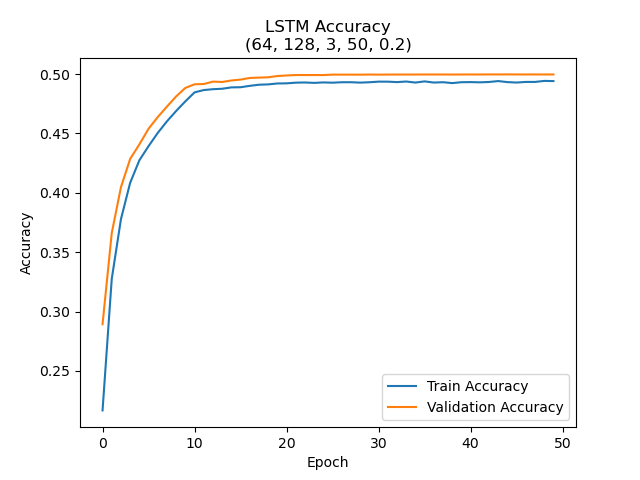 LSTM Accuracy
(64, 128, 3, 50, 0.2)
0.50
0.45
0.40
0.35
0.30
0.25
Accuracy
Train Accuracy
Validation Accuracy
0 10 20 30 40 50
Epoch